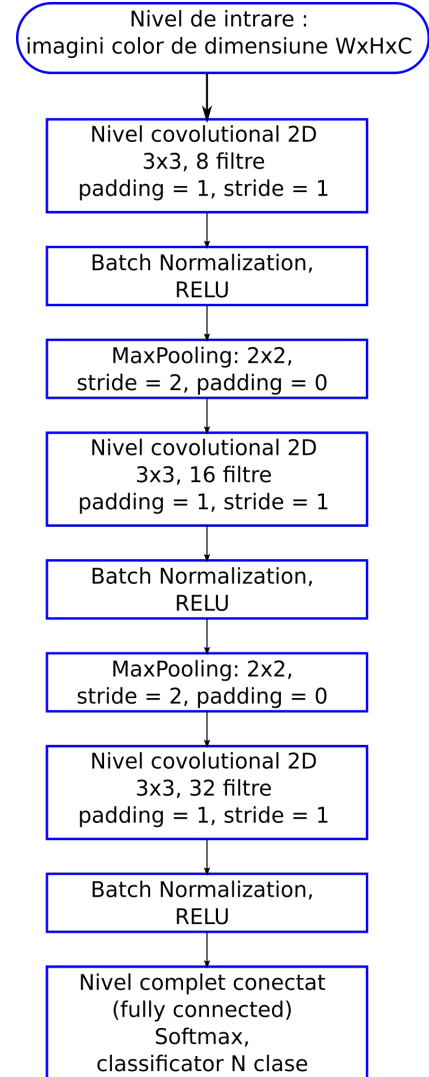 Nivel de intrare :
imagini color de dimensiune WxHxC
Nivel covolutional 2D
3x3, 8 filtre
padding = 1, stride = 1
Batch Normalization,
RELU
MaxPooling: 2x2,
stride = 2, padding = 0
Nivel covolutional 2D
3x3, 16 filtre
padding = 1, stride = 1
Batch Normalization,
RELU
MaxPooling: 2x2,
stride = 2, padding = 0
Nivel covolutional 2D
3x3, 32 filtre
padding = 1, stride = 1
Batch Normalization,
RELU
Nivel complet conectat
(fully connected)
Softmax,
classificator N clase